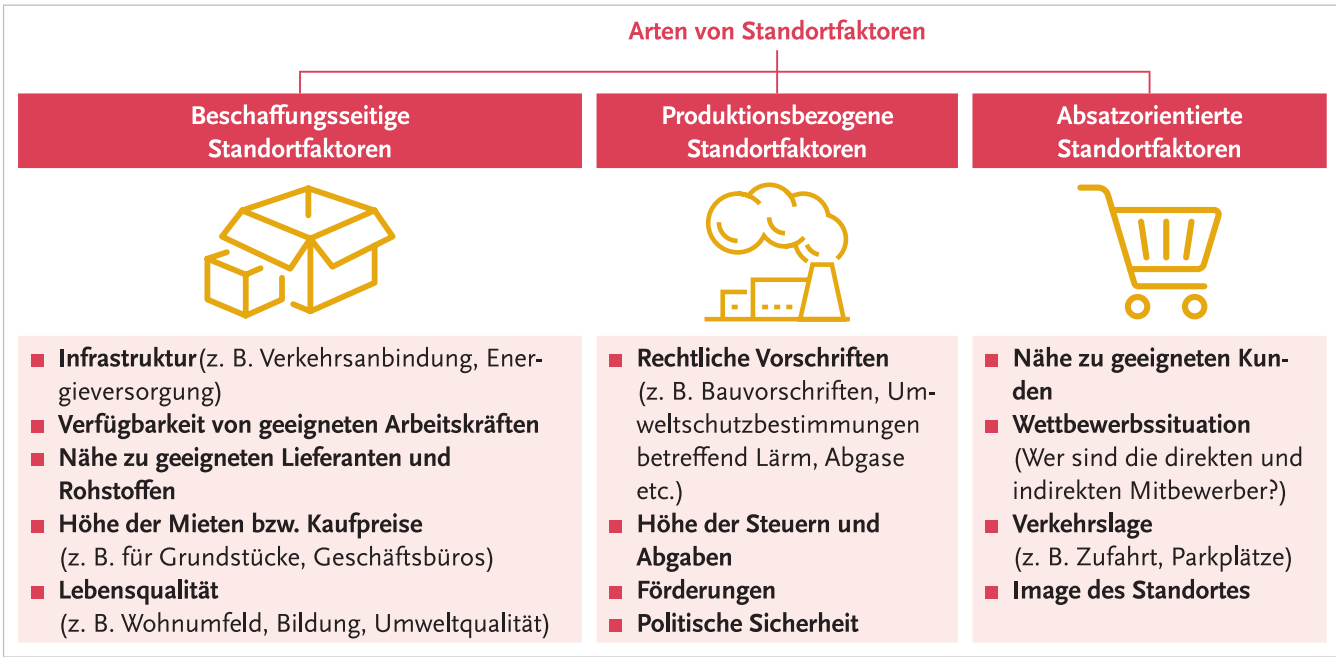 Arten von Standortfaktoren
Beschaffungsseitige
Standortfaktoren
■ Infrastruktur(z. B. Verkehrsanbindung, Ener-
gieversorgung)
■ Verfügbarkeit von geeigneten Arbeitskräften
■ Nähe zu geeigneten Lieferanten und
Rohstoffen
■ Höhe der Mieten bzw. Kaufpreise
(z. B. für Grundstücke, Geschäftsbüros)
■ Lebensqualität
(z. B. Wohnumfeld, Bildung, Umweltqualität)
Produktionsbezogene
Standortfaktoren
■ Rechtliche Vorschriften
(z. B. Bauvorschriften, Um-
weltschutzbestimmungen
betreffend Lärm, Abgase
etc.)
■ Höhe der Steuern und
Abgaben
■ Förderungen
■ Politische Sicherheit
Absatzorientierte
Standortfaktoren
■ Nähe zu geeigneten Kun-
den
■ Wettbewerbssituation
(Wer sind die direkten und
indirekten Mitbewerber?)
■ Verkehrslage
(z. B. Zufahrt, Parkplätze)
■ Image des Standortes